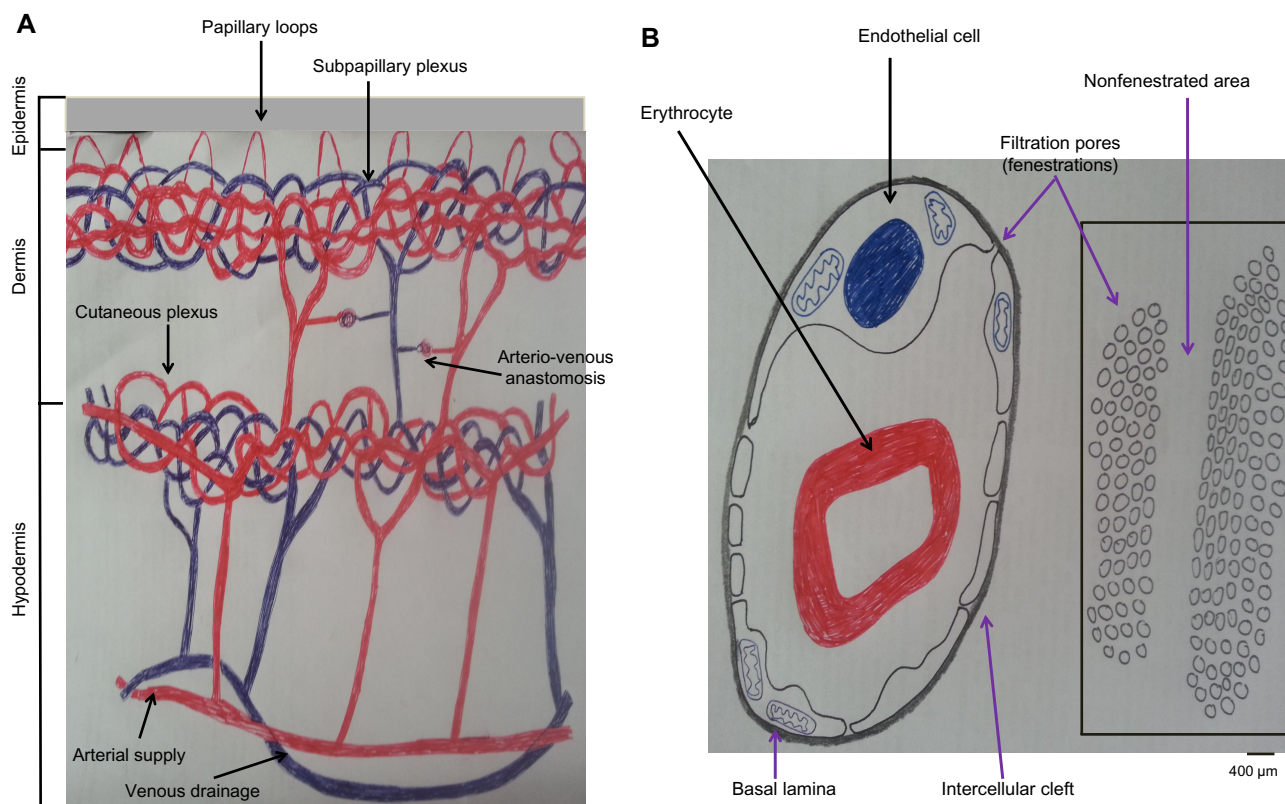 A
Papillary loops
Subpapillary plexus
Epidermis
Dermis
Cutaneous plexus
Arterio-venous
anastomosis
Hypodermis
Arterial supply
Venous drainage
B
Endothelial cell
Nonfenestrated area
Erythrocyte
Filtration pores
(fenestrations)
Basal lamina
Intercellular cleft
400 µm